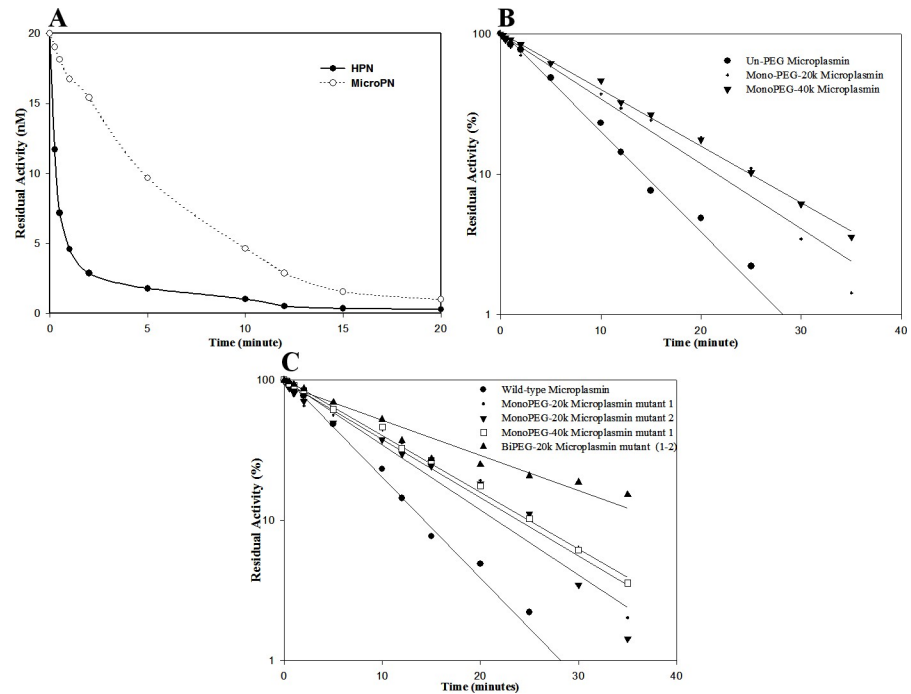 A
20
15
10
5
0
Residual Activity (nM)
HPN
MicroPN
0 5 10 15 20
Time (minute)
B
100
10
1
Residual Activity (%)
Un-PEG Microplasmin
Mono-PEG-20k Microplasmin
MonoPEG-40k Microplasmin
0 10 20 30 40
Time (minute)
C
100
10
1
Residual Activity (%)
Wild-type Microplasmin
MonoPEG-20k Microplasmin mutant 1
MonoPEG-20k Microplasmin mutant 2
MonoPEG-40k Microplasmin mutant 1
BiPEG-20k Microplasmin mutant (1-2)
0 10 20 30 40
Time (minutes)